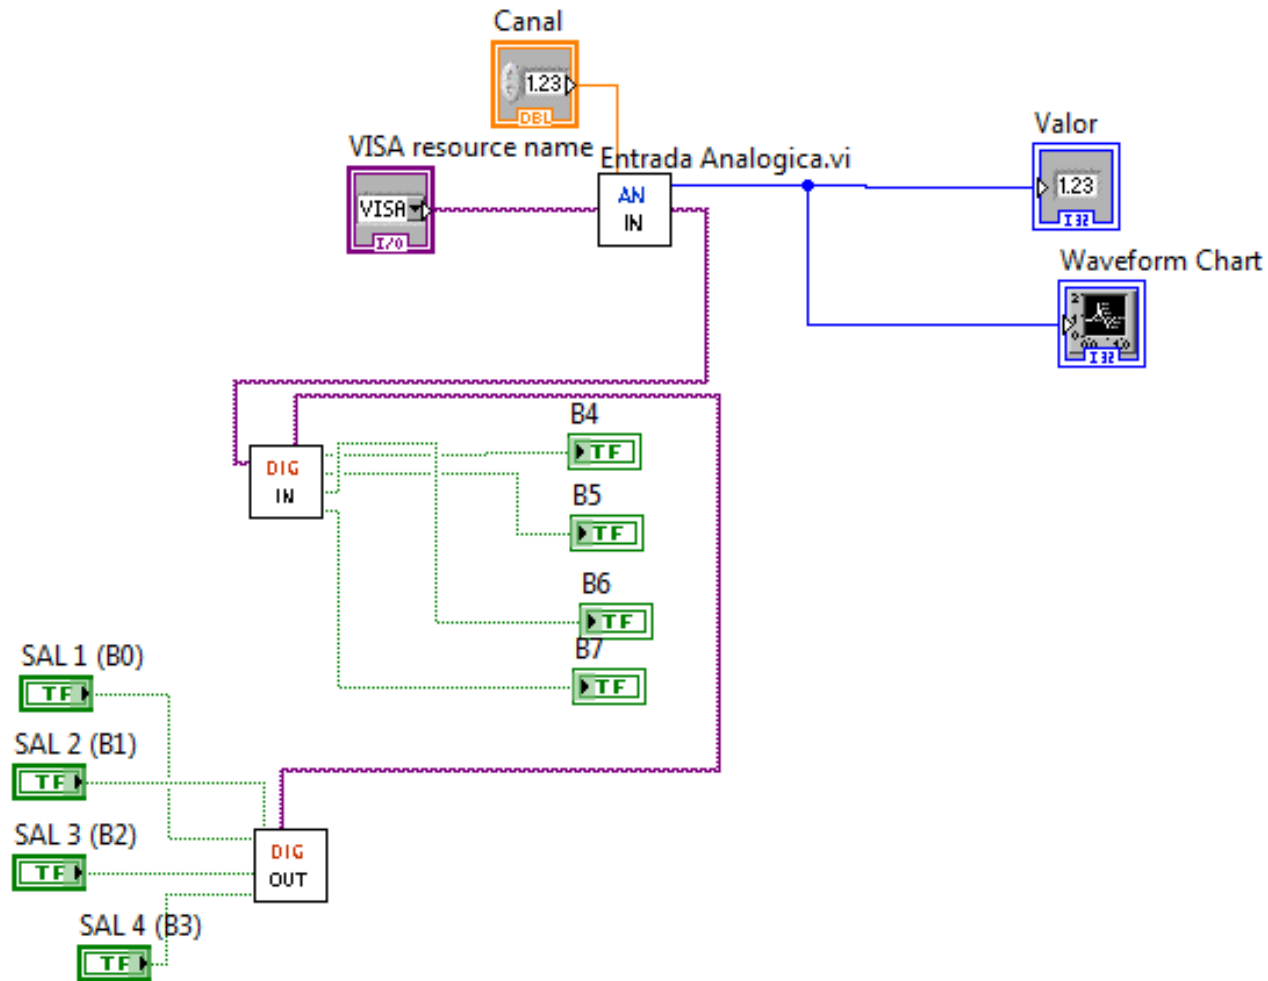 Canal
1.23
DBL
VISA resource name
VISA
I/O
Entrada Analogica.vi
AN
IN
Valor
1.23
I32
Waveform Chart
I32
DIG
IN
B4
TF
B5
TF
B6
TF
B7
TF
SAL 1 (B0)
TF
SAL 2 (B1)
TF
SAL 3 (B2)
TF
SAL 4 (B3)
TF
DIG
OUT